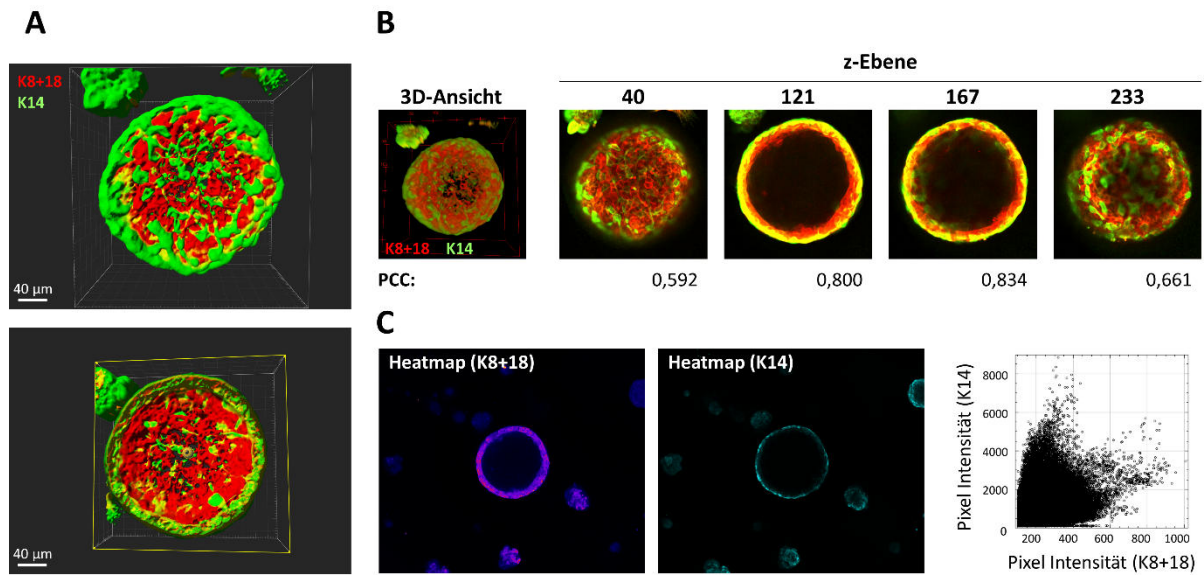 A
K8+18
K14
40 µm
40 µm
B
z-Ebene
3D-Ansicht 40 121 167 233
K8+18 K14
PCC: 0,592 0,800 0,834 0,661
C
Heatmap (K8+18) Heatmap (K14)
Pixel Intensität (K14)
8000
6000
4000
2000
0
200 400 600 800 1000
Pixel Intensität (K8+18)